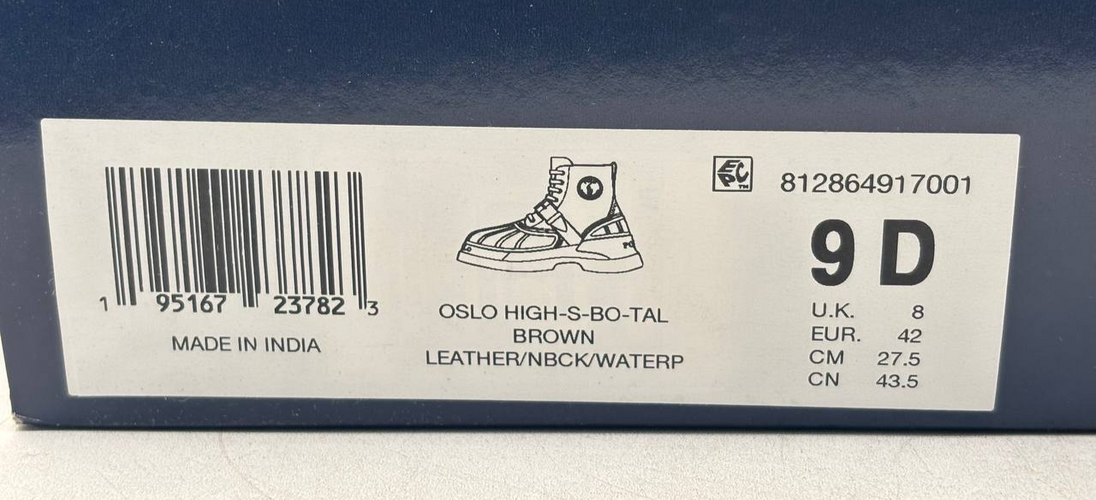 1 95167 23782 3
MADE IN INDIA
OSLO HIGH-S-BO-TAL
BROWN
LEATHER/NBCK/WATERP
EPC™
812864917001
9 D
U.K. 8
EUR. 42
CM 27.5
CN 43.5